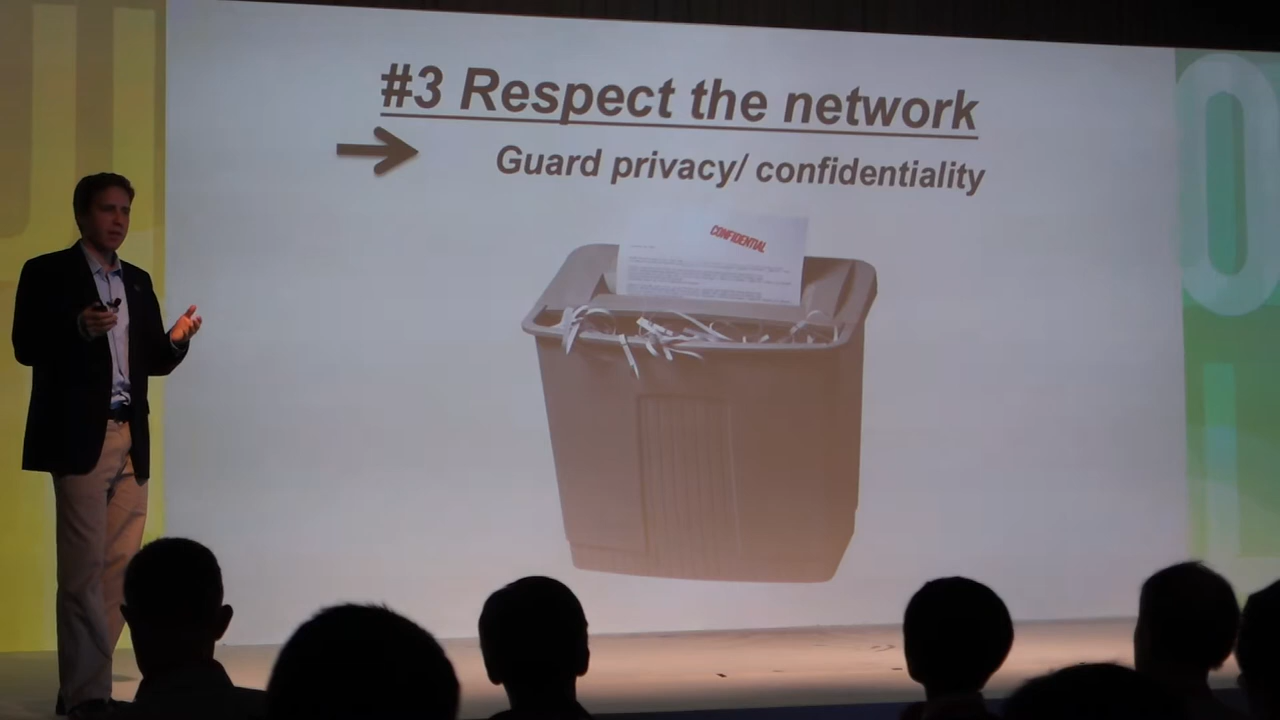 #3 Respect the network
Guard privacy/ confidentiality
CONFIDENTIAL